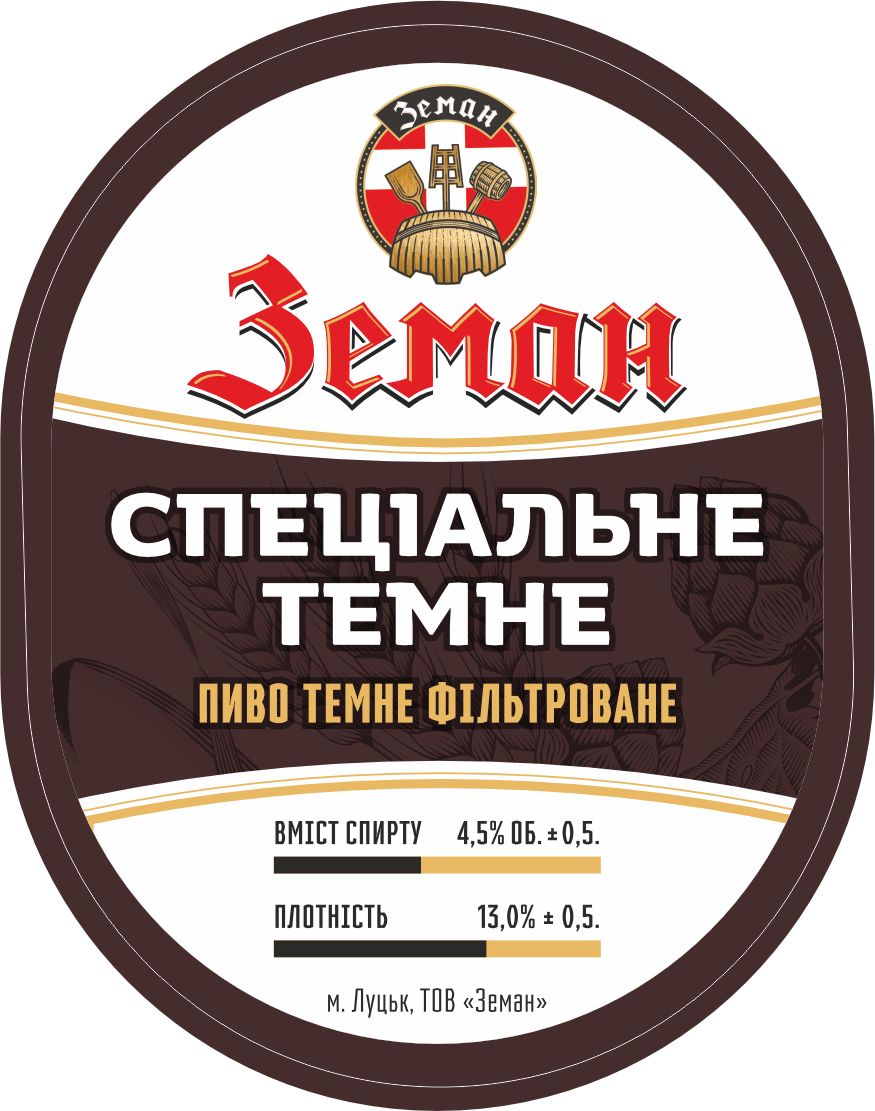 Земан
Земан
СПЕЦІАЛЬНЕ
ТЕМНЕ
ПИВО ТЕМНЕ ФІЛЬТРОВАНЕ
ВМІСТ СПИРТУ 4,5% ОБ. ± 0,5.
ПЛОТНІСТЬ 13,0% ± 0,5.
м. Луцьк, ТОВ «Земан»